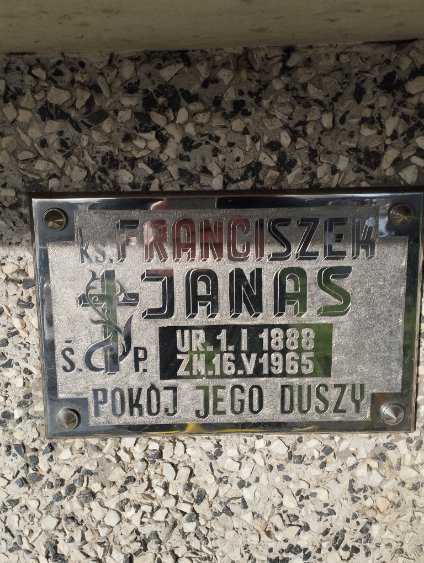 KS. FRANCISZEK
JANAS
Ś. P.
UR. 1. I 1888
ZM. 16. V 1965
POKÓJ JEGO DUSZY